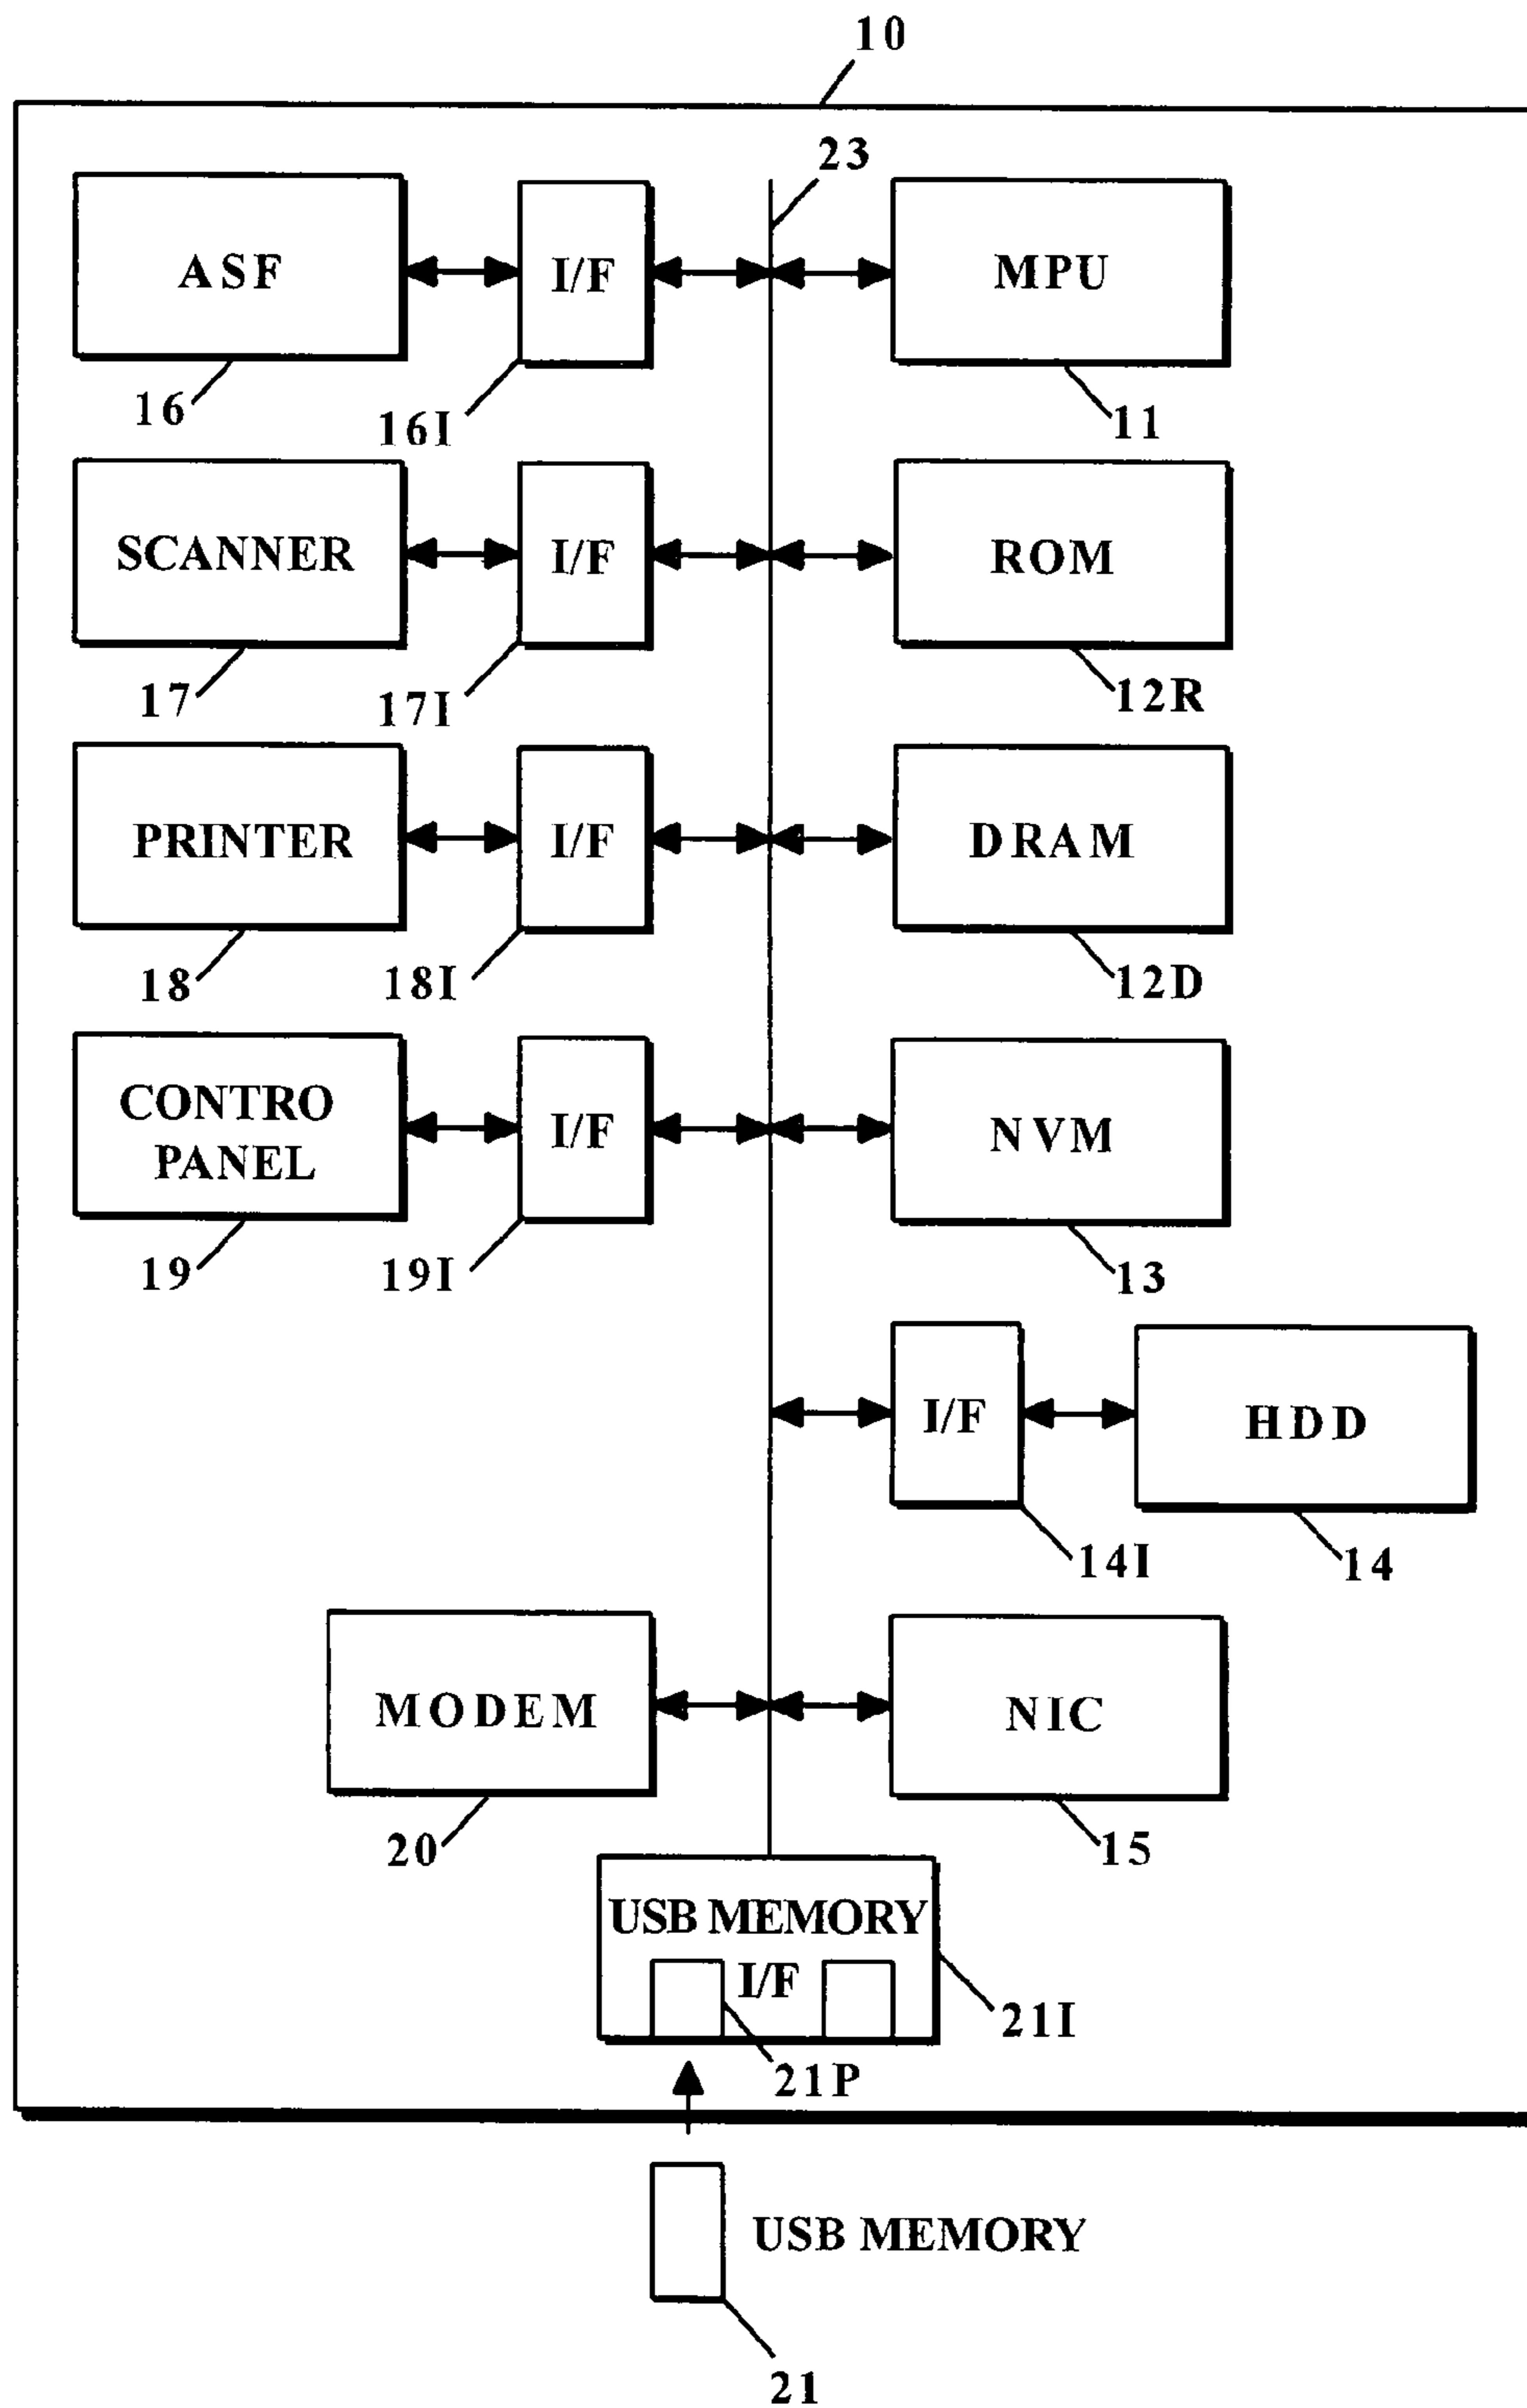 10
23
ASF
I/F
MPU
16
16I
11
SCANNER
I/F
ROM
17
17I
12R
PRINTER
I/F
DRAM
18
18I
12D
CONTRO
PANEL
I/F
NVM
19
19I
13
I/F
HDD
14I
14
MODEM
NIC
20
15
USB MEMORY
I/F
21I
21P
USB MEMORY
21